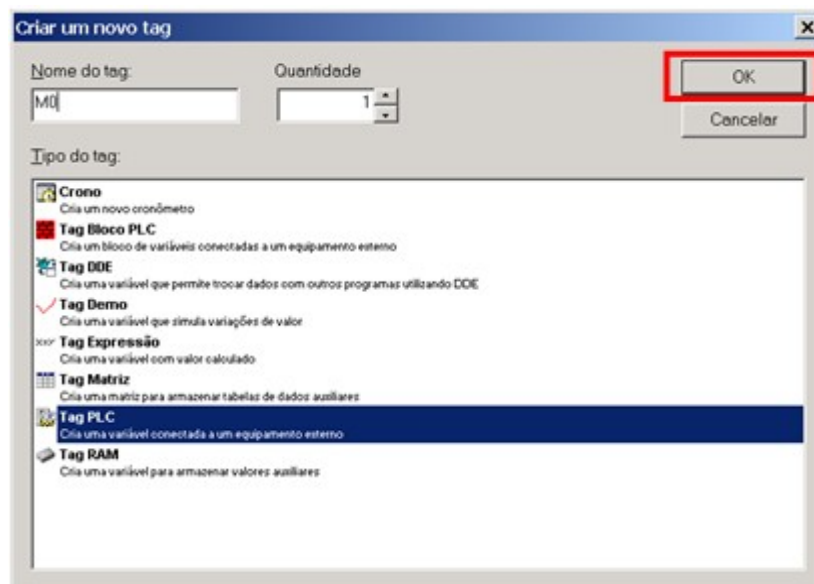 Criar um novo tag
Nome do tag: Quantidade
OK
M0 1
Cancelar
Tipo do tag:
Crono
Cria um novo cronômetro
Tag Bloco PLC
Cria um bloco de variáveis conectadas a um equipamento externo
Tag DDE
Cria uma variável que permite trocar dados com outros programas utilizando DDE
Tag Demo
Cria uma variável que simula variações de valor
Tag Expressão
Cria uma variável com valor calculado
Tag Matriz
Cria uma matriz para armazenar tabelas de dados auxiliares
Tag PLC
Cria uma variável conectada a um equipamento externo
Tag RAM
Cria uma variável para armazenar valores auxiliares